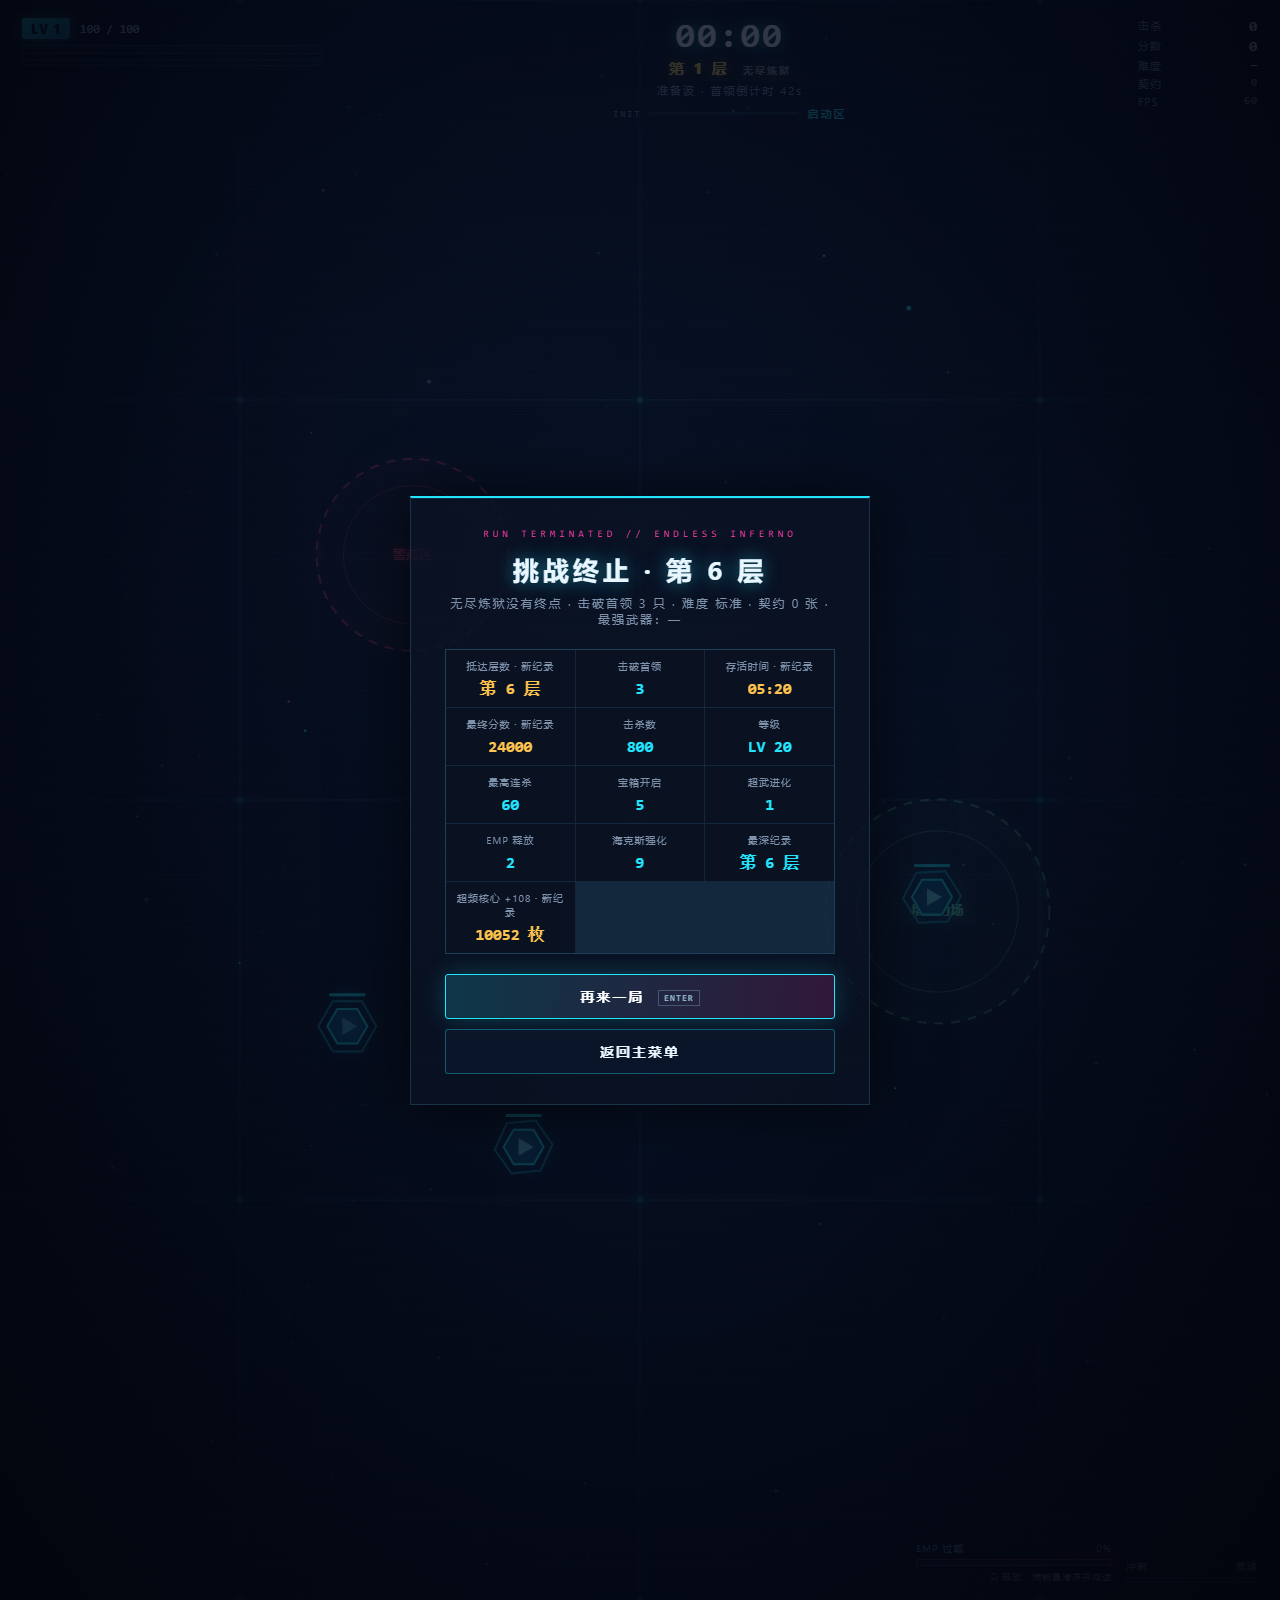 LV 1 100 / 100
00:00
第 1 层 无尽炼狱
准备波 · 首领倒计时 42s
INIT 启动区
击杀 0
分数 0
难度 —
契约 0
FPS 60
RUN TERMINATED // ENDLESS INFERNO
挑战终止 · 第 6 层
无尽炼狱没有终点 · 击破首领 3 只 · 难度 标准 · 契约 0 张 ·
最强武器: —
抵达层数 · 新纪录
第 6 层
击破首领
3
存活时间 · 新纪录
05:20
最终分数 · 新纪录
24000
击杀数
800
等级
LV 20
最高连杀
60
宝箱开启
5
超武进化
1
EMP 释放
2
海克斯强化
9
最深纪录
第 6 层
超频核心 +108 · 新纪
录
10052 枚
再来一局 ENTER
返回主菜单
EMP 过载 0%
冲刺